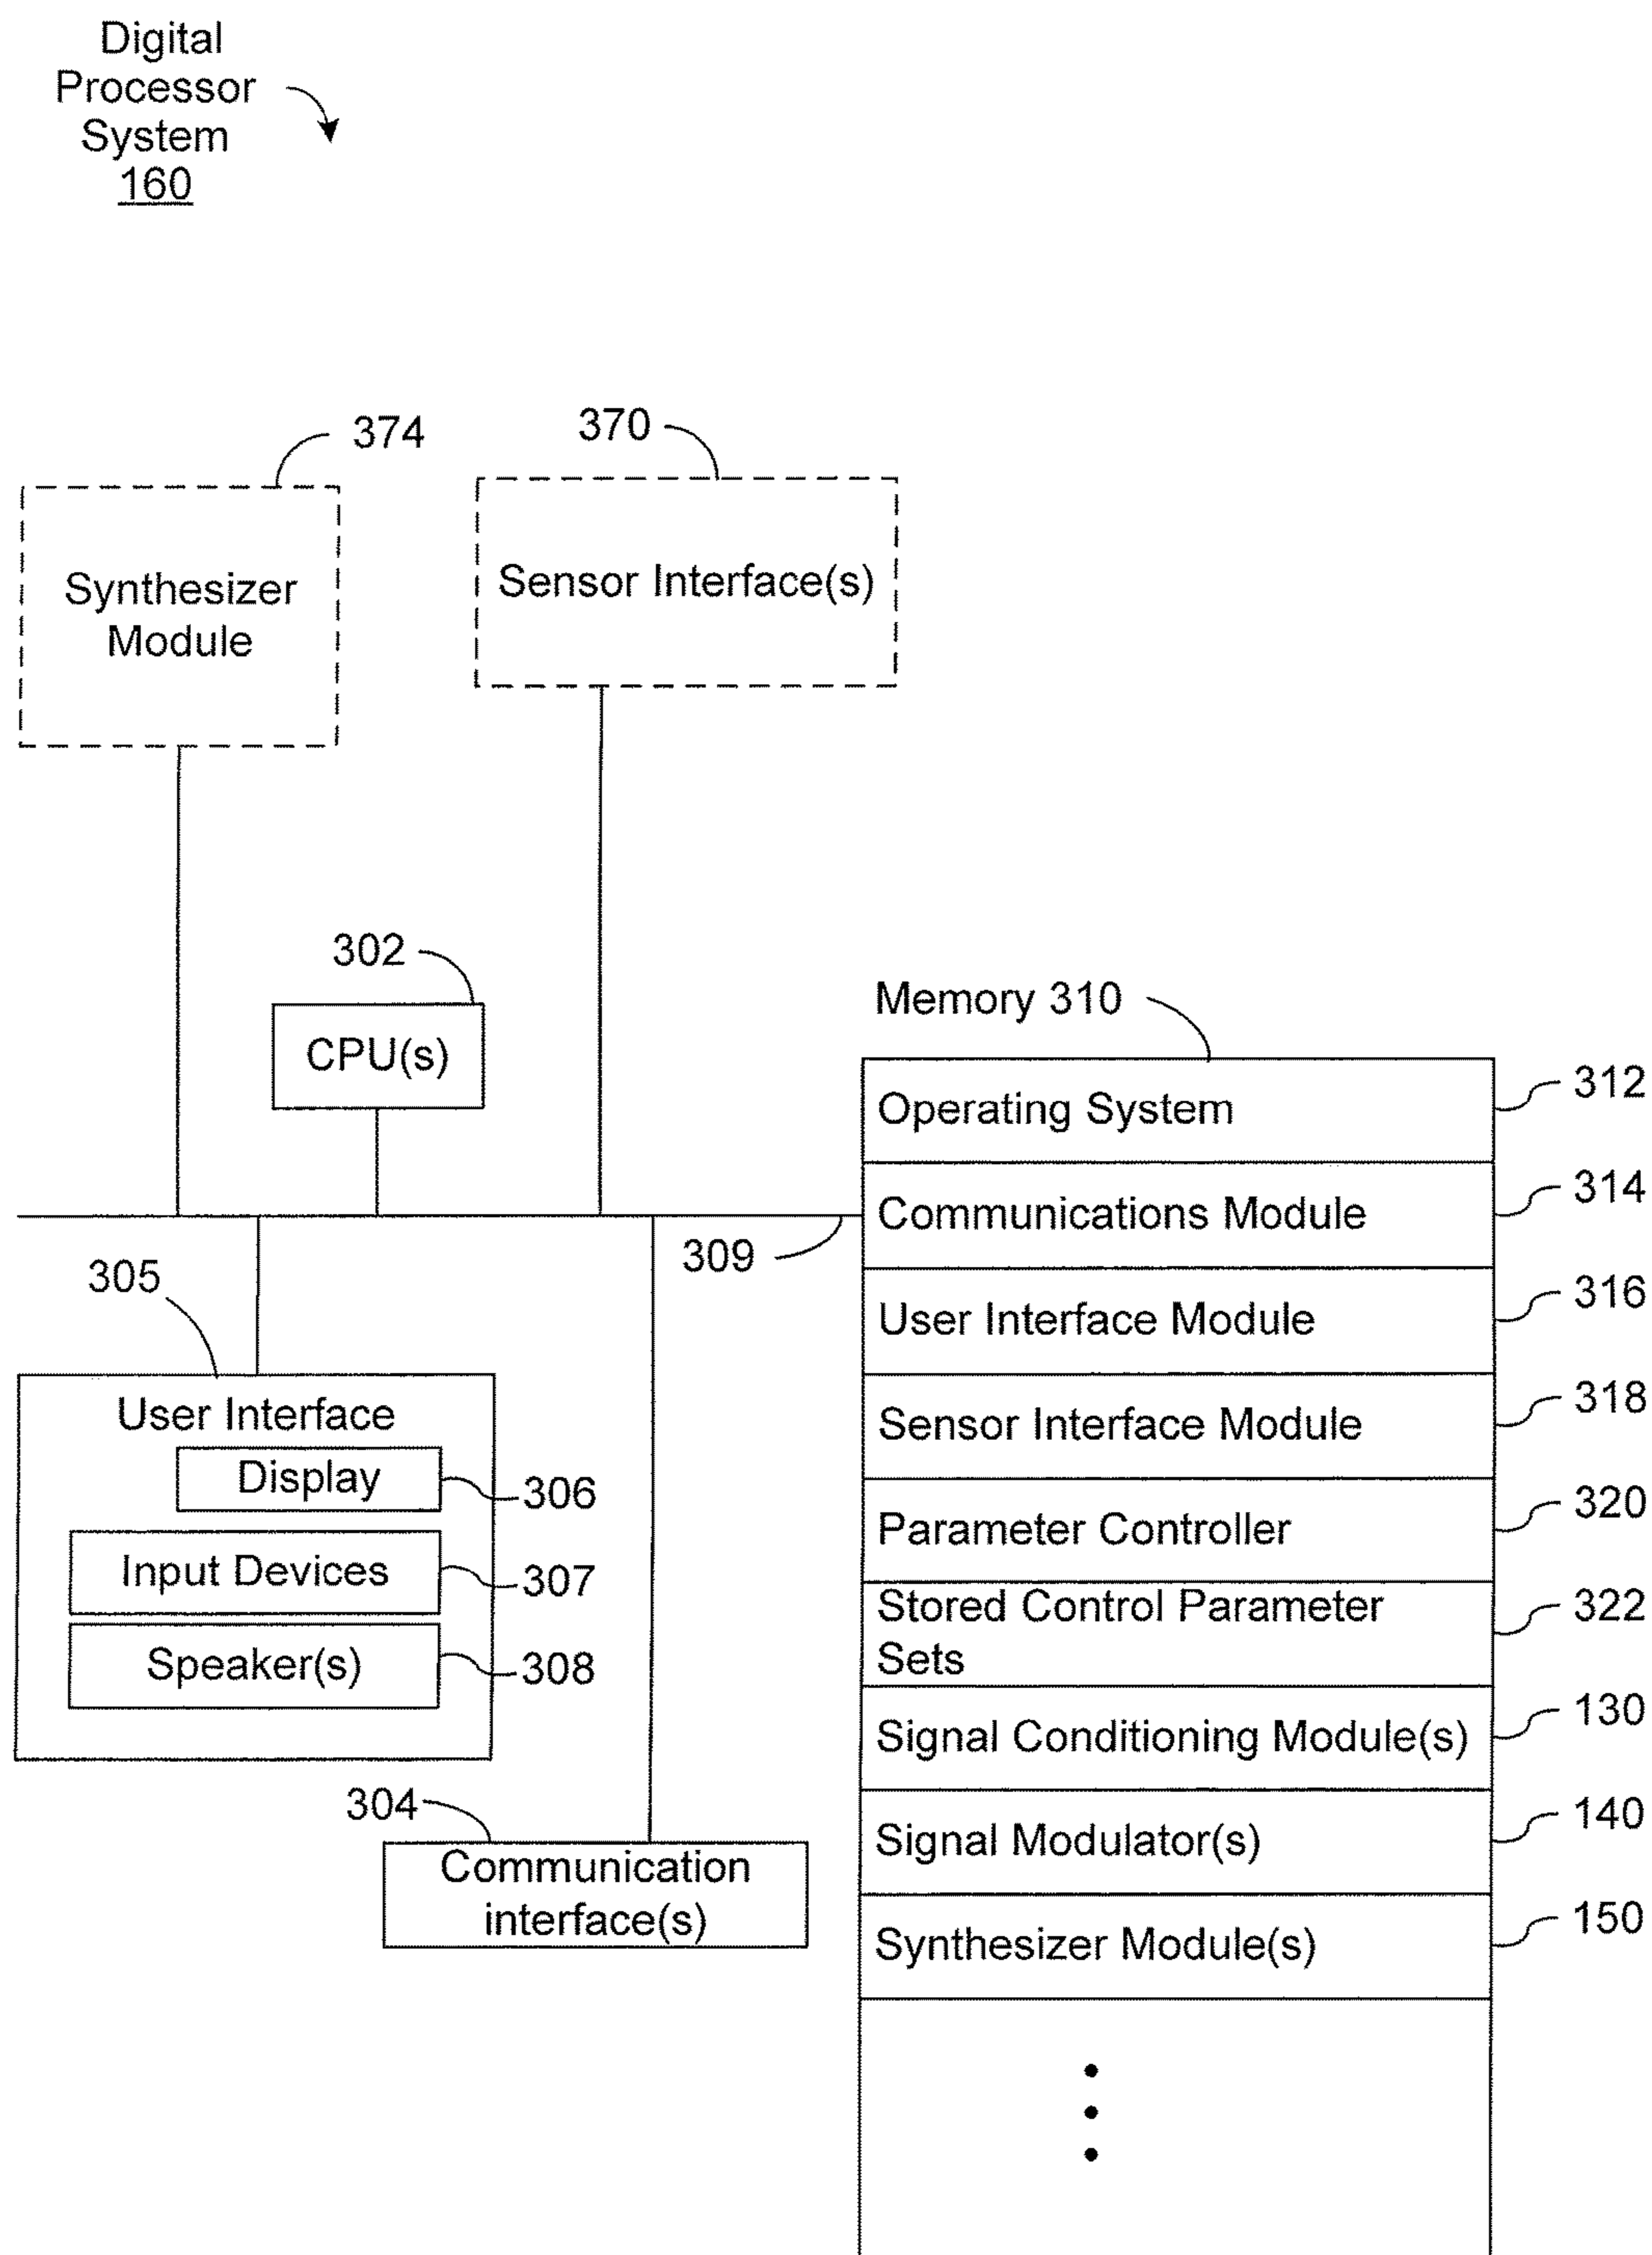 Digital
Processor
System
160
374
370
Synthesizer
Module
Sensor Interface(s)
302
CPU(s)
Memory 310
Operating System
312
Communications Module
314
309
User Interface Module
316
305
Sensor Interface Module
318
User Interface
Display
306
Input Devices
307
Speaker(s)
308
Parameter Controller
320
Stored Control Parameter
Sets
322
Signal Conditioning Module(s)
130
304
Communication
interface(s)
Signal Modulator(s)
140
Synthesizer Module(s)
150